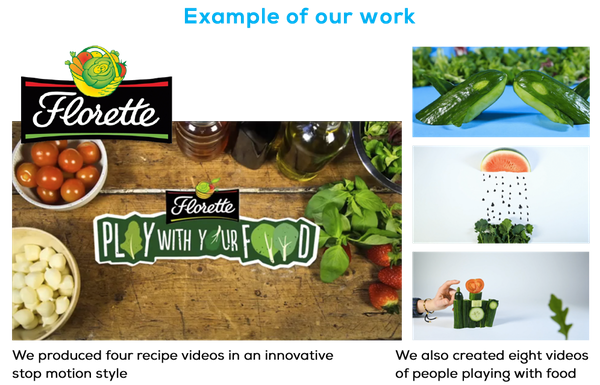 Example of our work
Florette
Florette
PLAY WITH YOUR FOOD
We produced four recipe videos in an innovative
stop motion style
We also created eight videos
of people playing with food